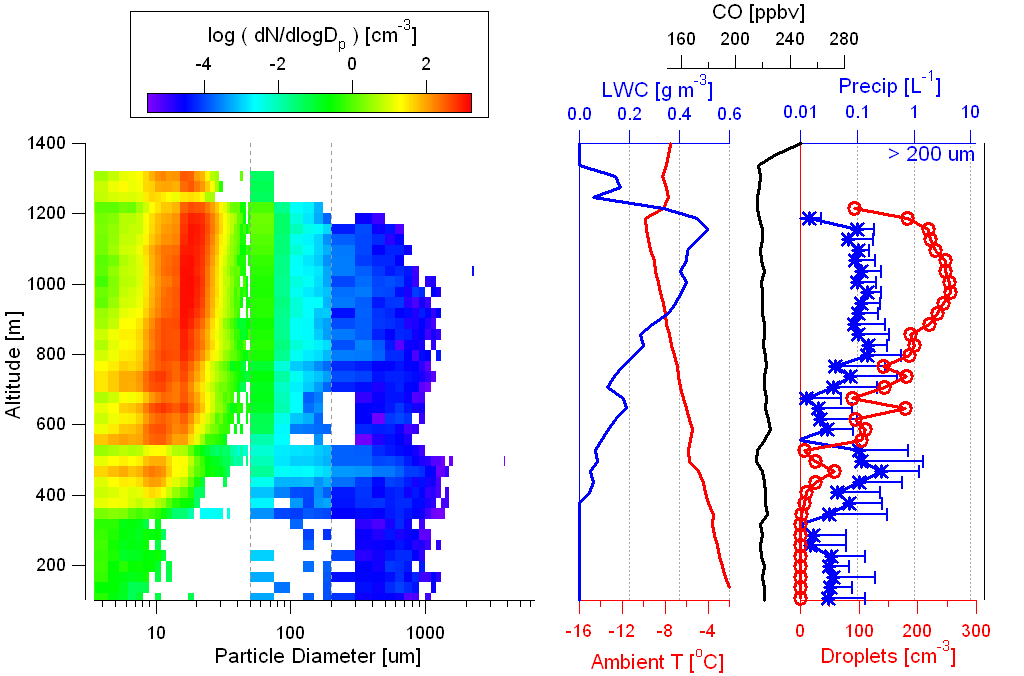 log ( dN/dlogDp ) [cm-3]
-4 -2 0 2
CO [ppbv]
160 200 240 280
LWC [g m-3]
0.0 0.2 0.4 0.6
Precip [L-1]
0.01 0.1 1 10
> 200 um
1400
1200
1000
800
600
400
200
Altitude [m]
10 100 1000
Particle Diameter [um]
-16 -12 -8 -4
Ambient T [oC]
0 100 200 300
Droplets [cm-3]